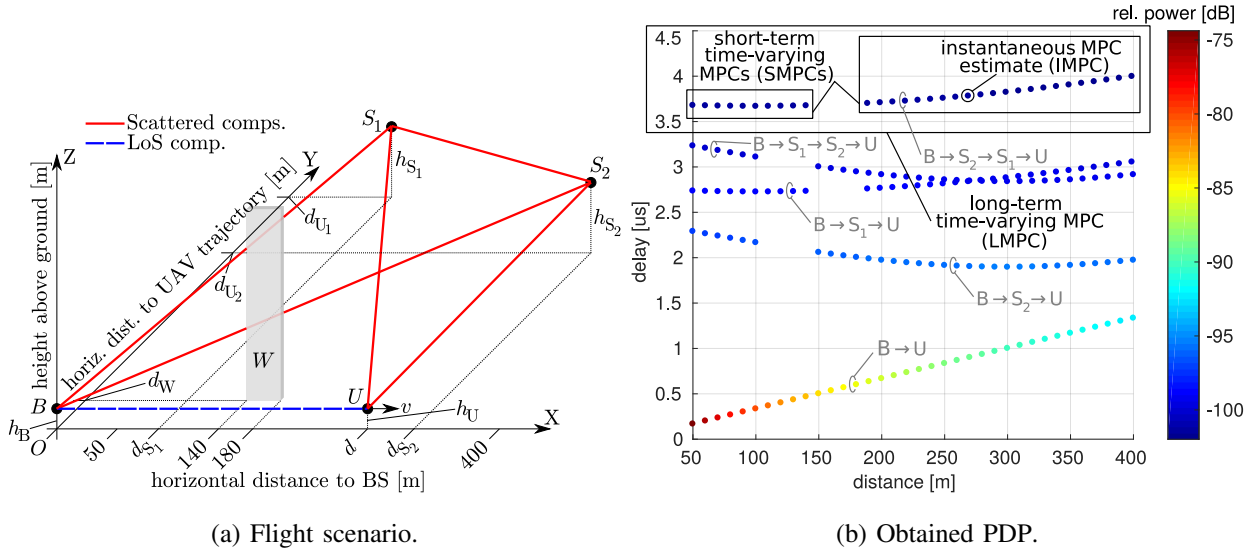 Scattered comps.
LoS comp.
Z
height above ground [m]
Y
horiz. dist. to UAV trajectory [m]
S1
S2
hS1
hS2
dU1
dU2
W
dW
B
U
v
hB
hU
O
X
50
dS1
140
180
d
dS2
400
horizontal distance to BS [m]
(a) Flight scenario.
rel. power [dB]
4.5
4
3.5
3
2.5
2
1.5
1
0.5
0
delay [us]
short-term
time-varying
MPCs (SMPCs)
instantaneous MPC
estimate (IMPC)
B→S1→S2→U
B→S2→S1→U
B→S1→U
long-term
time-varying MPC
(LMPC)
B→S2→U
B→U
50
100
150
200
250
300
350
400
distance [m]
-75
-80
-85
-90
-95
-100
(b) Obtained PDP.